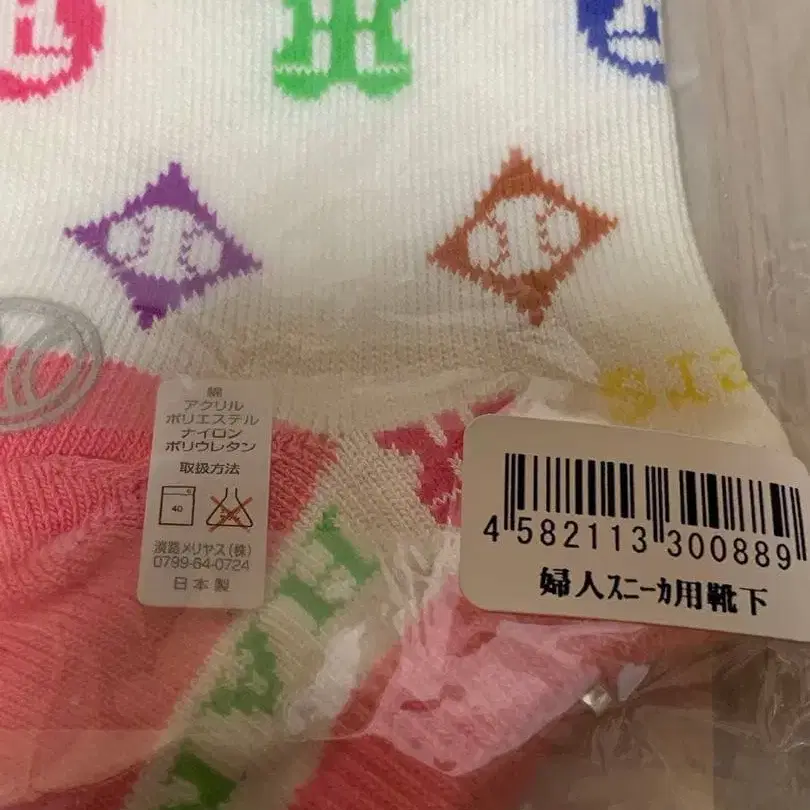 綿
アクリル
ポリエステル
ナイロン
ポリウレタン
取扱方法
40
淡路メリヤス(株)
0799-64-0724
日本製
4 582113 300889
婦人スニーカ用靴下